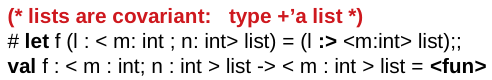 (* lists are covariant:   type +’a list *)
# let f (l : < m: int ; n: int> list) = (l :> <m:int> list);;
val f : < m : int; n : int > list -> < m : int > list = <fun>